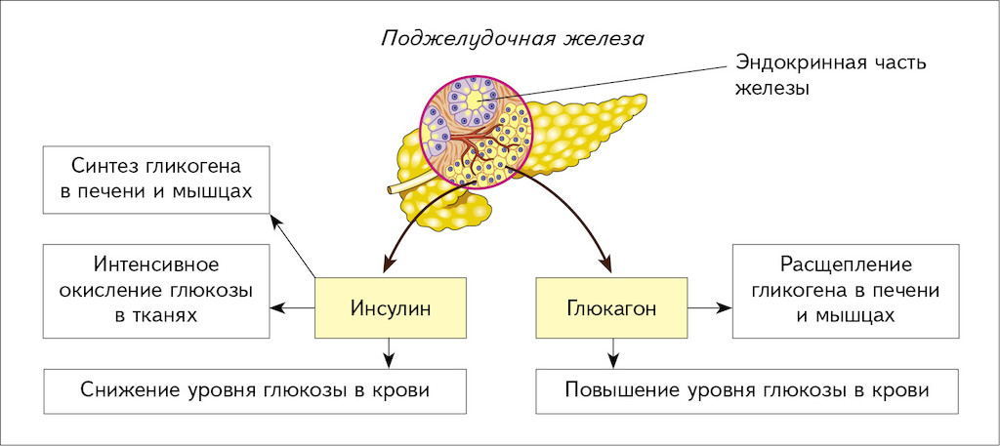 Поджелудочная железа
Эндокринная часть
железы
Синтез гликогена
в печени и мышцах
Интенсивное
окисление глюкозы
в тканях
Инсулин
Глюкагон
Расщепление
гликогена в печени
и мышцах
Снижение уровня глюкозы в крови
Повышение уровня глюкозы в крови